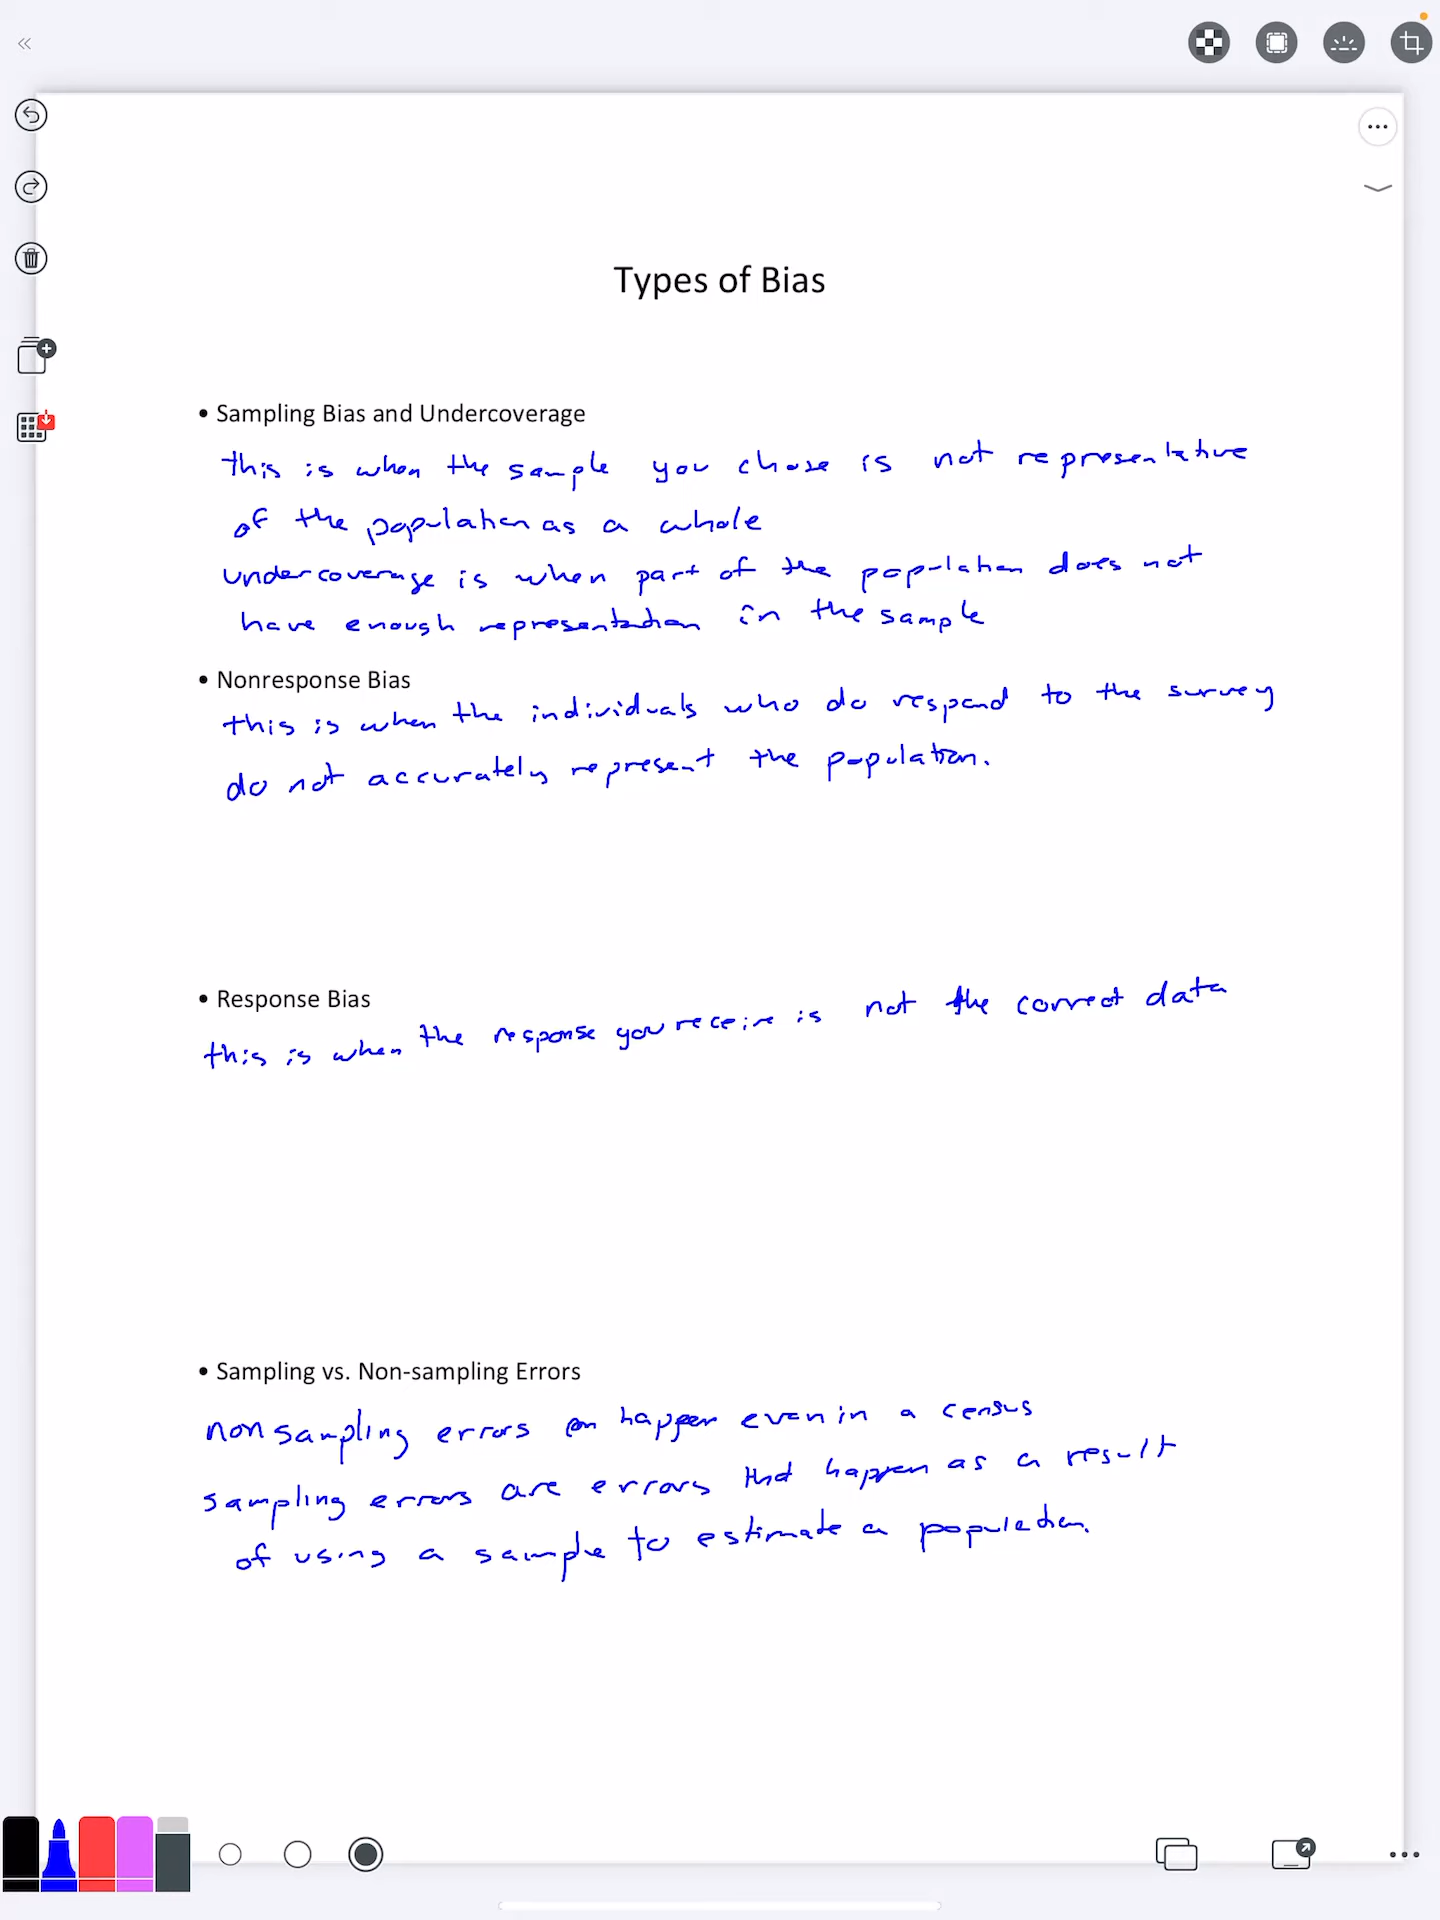 Types of Bias
• Sampling Bias and Undercoverage
this is when the sample you chose is not representative
of the population as a whole
undercoverage is when part of the population does not
have enough representation in the sample
• Nonresponse Bias
this is when the individuals who do respond to the survey
do not accurately represent the population.
• Response Bias
this is when the response you receive is not the correct data
• Sampling vs. Non-sampling Errors
nonsampling errors can happen even in a census
sampling errors are errors that happen as a result
of using a sample to estimate a population.